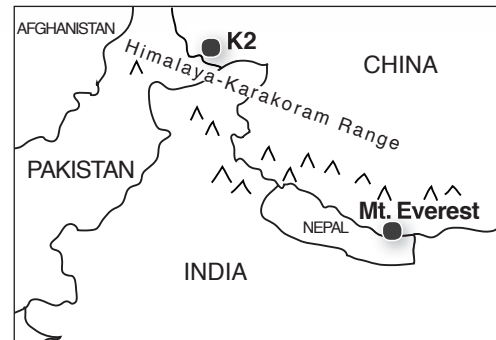 AFGHANISTAN
K2
CHINA
Himalaya-Karakoram Range
PAKISTAN
Mt. Everest
NEPAL
INDIA